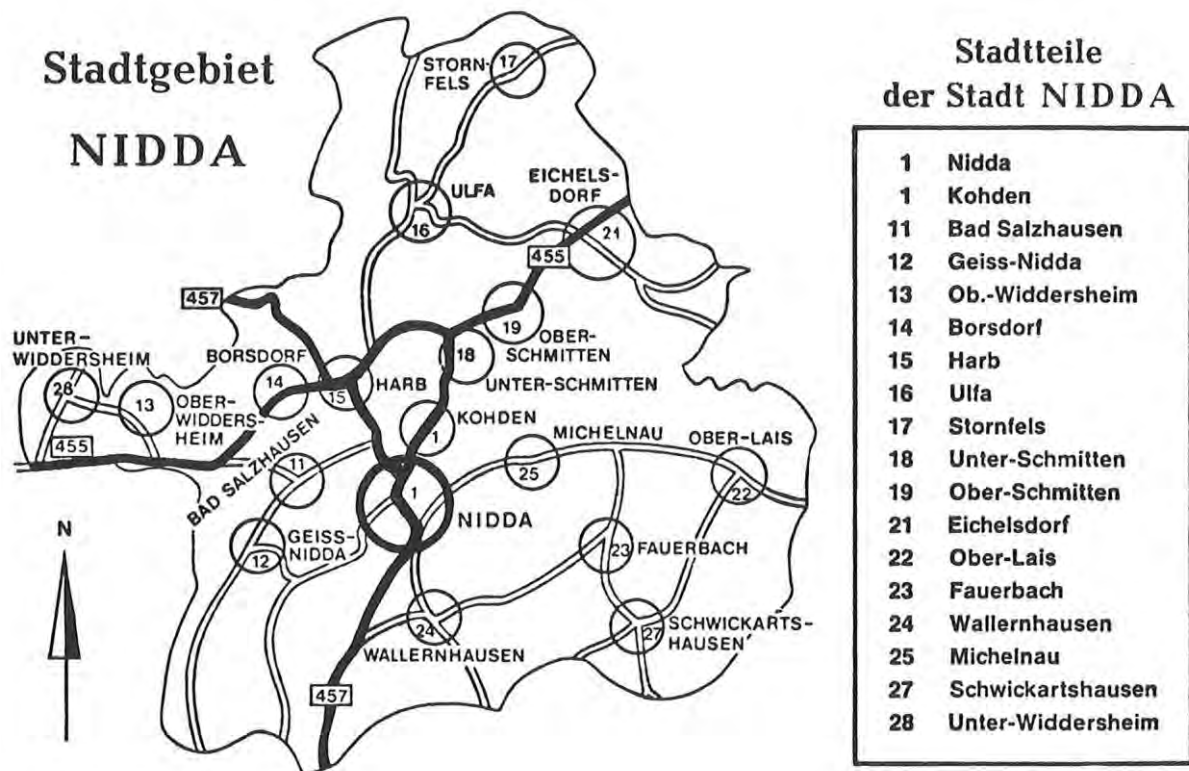 Stadtgebiet
NIDDA
STORN-
FELS
17
ULFA
16
EICHELS-
DORF
21
455
457
19
OBER-
SCHMITTEN
18
UNTER-SCHMITTEN
UNTER-
WIDDERSHEIM
28
13
OBER-
WIDDERS-
HEIM
BORSDORF
14
15
HARB
455
BAD SALZHAUSEN
11
KOHDEN
1
MICHELNAU
25
OBER-LAIS
22
1
NIDDA
GEISS-
NIDDA
12
23
FAUERBACH
24
WALLERNHAUSEN
27
SCHWICKARTS-
HAUSEN
457
N
Stadtteile
der Stadt NIDDA
1 Nidda
1 Kohden
11 Bad Salzhausen
12 Geiss-Nidda
13 Ob.-Widdersheim
14 Borsdorf
15 Harb
16 Ulfa
17 Stornfels
18 Unter-Schmitten
19 Ober-Schmitten
21 Eichelsdorf
22 Ober-Lais
23 Fauerbach
24 Wallernhausen
25 Michelnau
27 Schwickartshausen
28 Unter-Widdersheim